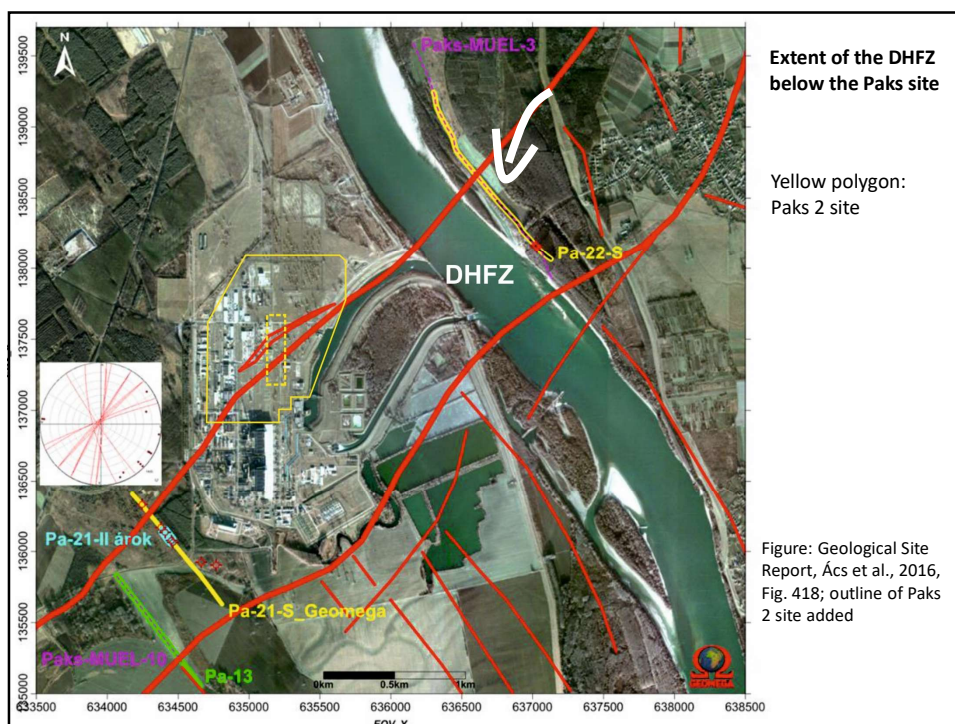 N
Paks-MUEL-3
Extent of the DHFZ
below the Paks site
Yellow polygon:
Paks 2 site
Pa-22-S
DHFZ
Pa-21-II árok
Pa-21-S_Geomega
Paks-MUEL-10
Pa-13
Figure: Geological Site
Report, Ács et al., 2016,
Fig. 418; outline of Paks
2 site added
139500
139000
138500
138000
137500
137000
136500
136000
135500
135000
0km 0.5km 1km
GEOMEGA
633500 634000 634500 635000 635500 636000 636500 637000 637500 638000 638500
EOV X